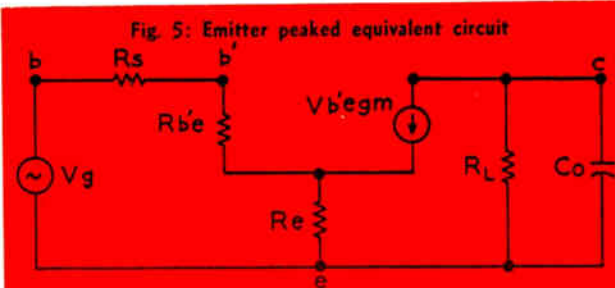 Fig. 5: Emitter peaked equivalent circuit
b
Rs
b'
c
Vb'egm
Rb'e
Vg
RL
Co
Re
e